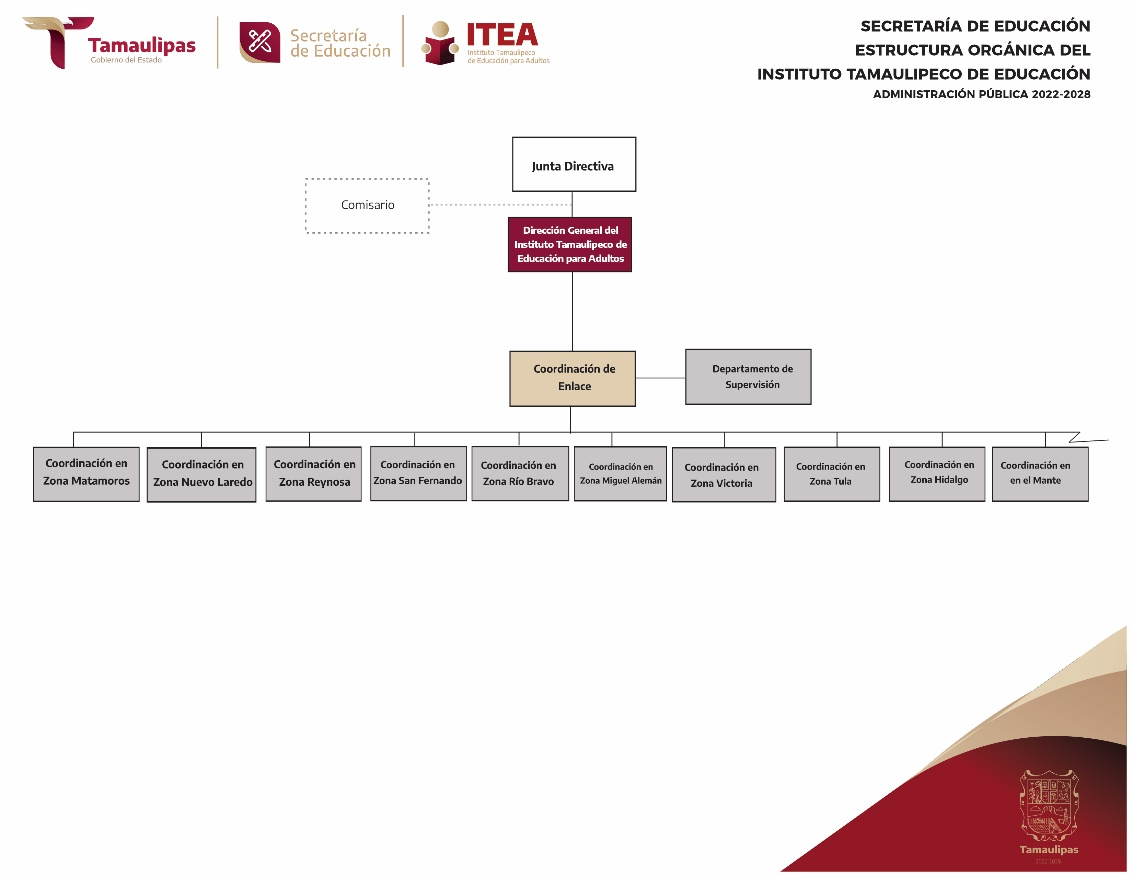 Tamaulipas
Gobierno del Estado
Secretaría
de Educación
ITEA
Instituto Tamaulipeco
de Educación para Adultos
SECRETARÍA DE EDUCACIÓN
ESTRUCTURA ORGÁNICA DEL
INSTITUTO TAMAULIPECO DE EDUCACIÓN
ADMINISTRACIÓN PÚBLICA 2022-2028
Junta Directiva
Comisario
Dirección General del
Instituto Tamaulipeco de
Educación para Adultos
Coordinación de
Enlace
Departamento de
Supervisión
Coordinación en
Zona Matamoros
Coordinación en
Zona Nuevo Laredo
Coordinación en
Zona Reynosa
Coordinación en
Zona San Fernando
Coordinación en
Zona Río Bravo
Coordinación en
Zona Miguel Alemán
Coordinación en
Zona Victoria
Coordinación en
Zona Tula
Coordinación en
Zona Hidalgo
Coordinación en
en el Mante
Tamaulipas
2022-2028